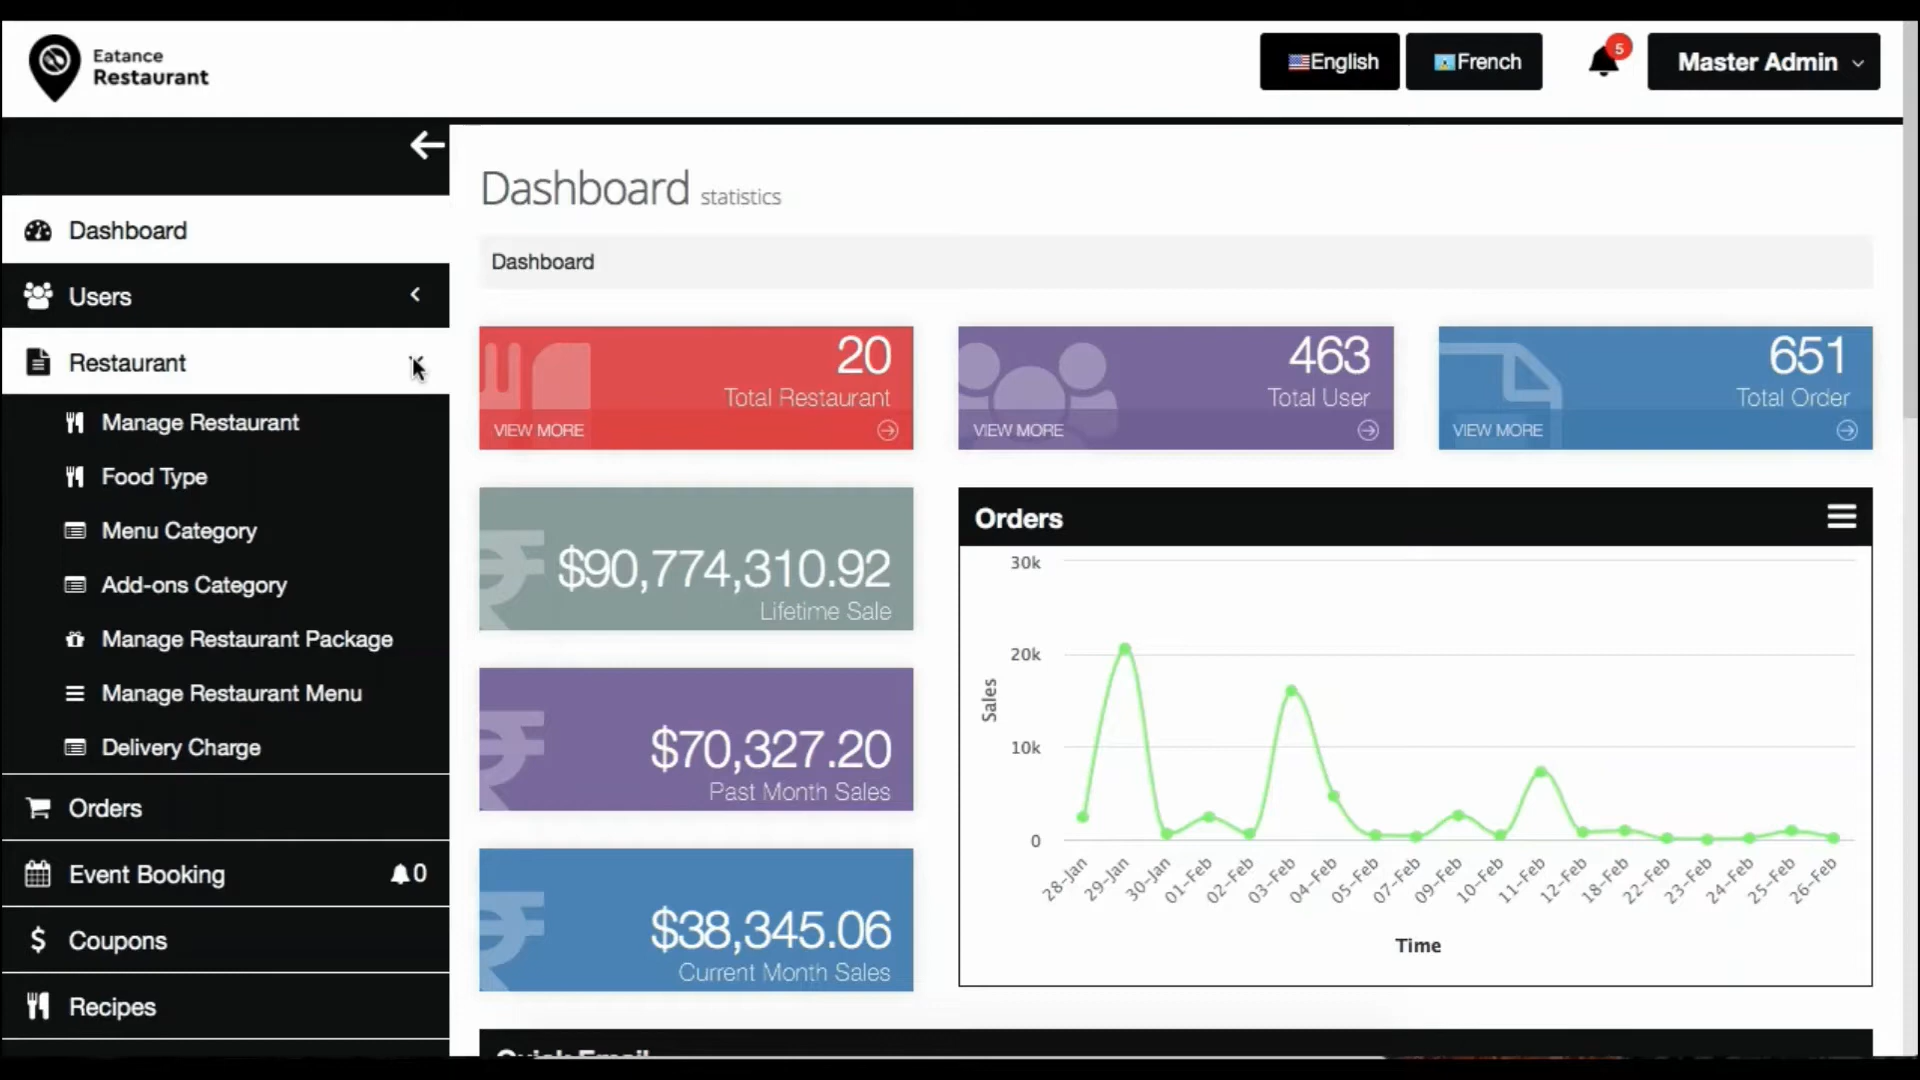 Eatance
Restaurant
English
French
5
Master Admin
Dashboard
Users
Restaurant
Manage Restaurant
Food Type
Menu Category
Add-ons Category
Manage Restaurant Package
Manage Restaurant Menu
Delivery Charge
Orders
Event Booking
0
Coupons
Recipes
Dashboard statistics
Dashboard
20
Total Restaurant
VIEW MORE
463
Total User
VIEW MORE
651
Total Order
VIEW MORE
$90,774,310.92
Lifetime Sale
$70,327.20
Past Month Sales
$38,345.06
Current Month Sales
Orders
30k
20k
10k
0
Sales
28-Jan
29-Jan
30-Jan
01-Feb
02-Feb
03-Feb
04-Feb
05-Feb
07-Feb
09-Feb
10-Feb
11-Feb
12-Feb
18-Feb
22-Feb
23-Feb
24-Feb
25-Feb
26-Feb
Time
Quick Email